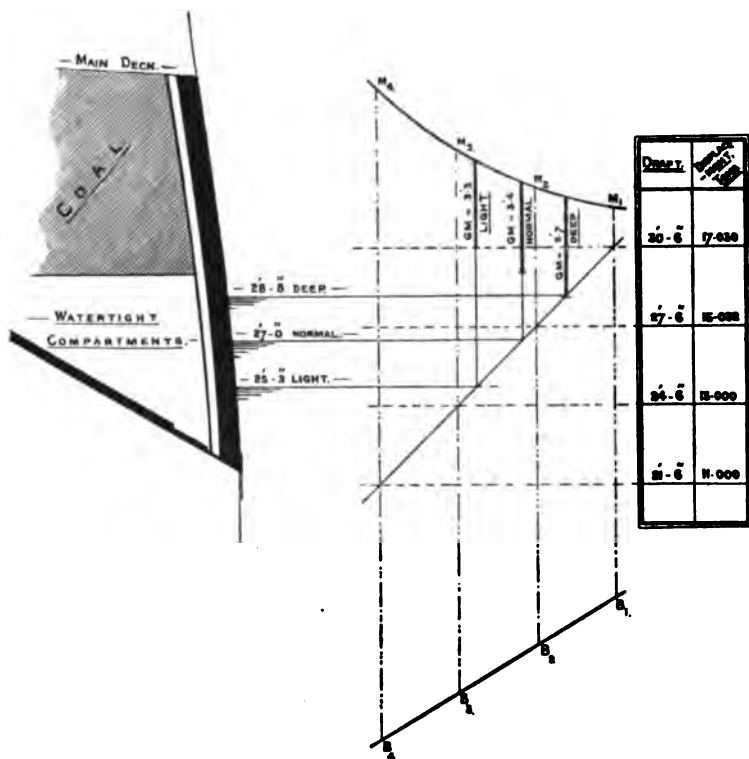 — MAIN DECK. —
COAL
— WATERTIGHT
COMPARTMENTS. —
28'-8" DEEP.
27'-0" NORMAL. —
— 25'-3" LIGHT. —
M4
M3
M2
M1
GM = 3'·3
LIGHT
GM = 3'·4
NORMAL
GM = 3'·7
DEEP
DRAFT.
30'-6" 17·030
27'-6"
24'-6" 13·000
21'-6" 11·000
B1.
B2
B3.
B4